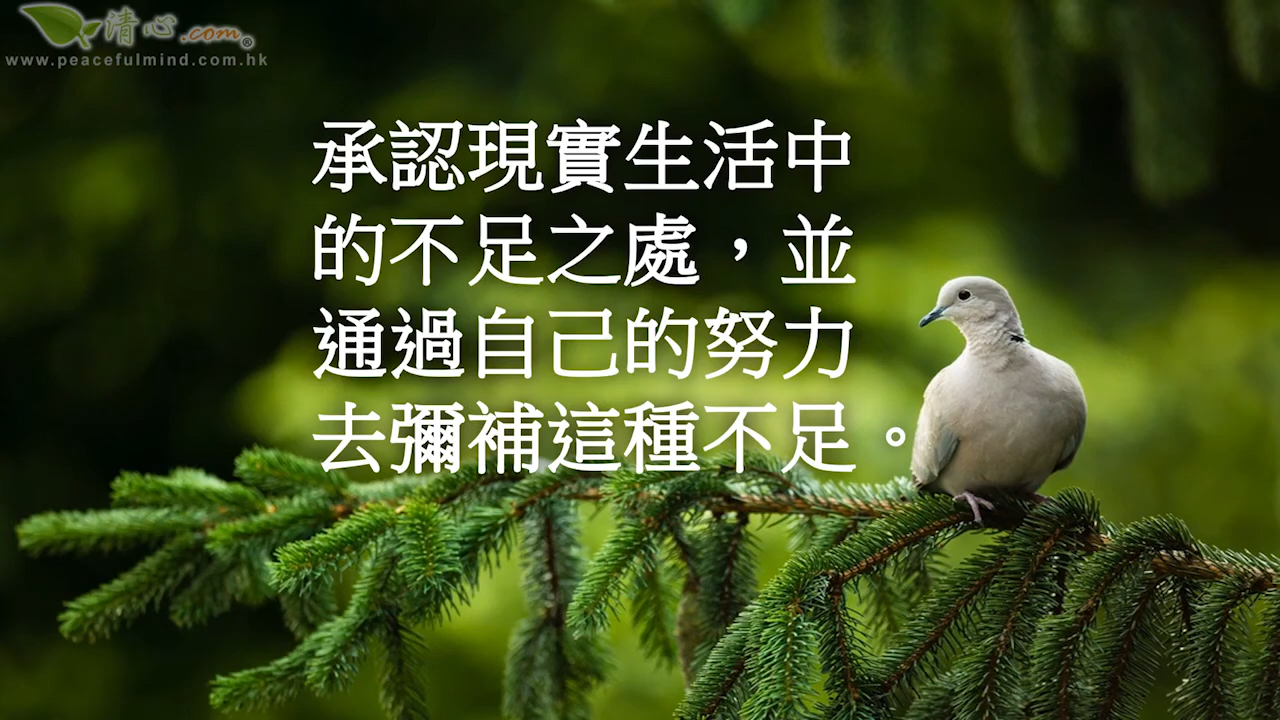 清心.com®
www.peacefulmind.com.hk
承認現實生活中
的不足之處，並
通過自己的努力
去彌補這種不足。